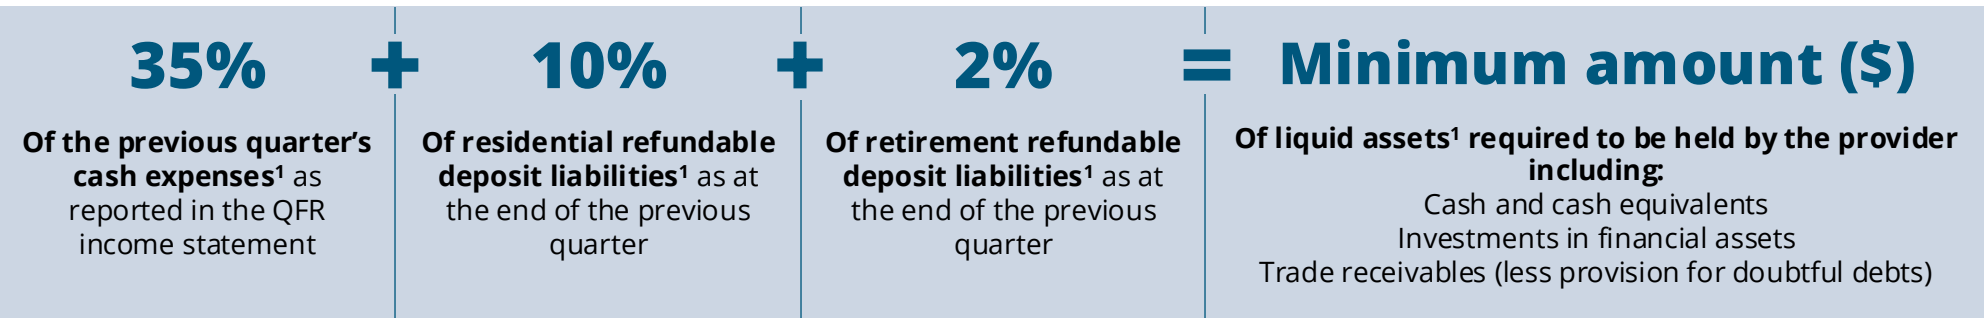 35% + 10% + 2% = Minimum amount ($)
Of the previous quarter’s
cash expenses¹ as
reported in the QFR
income statement
Of residential refundable
deposit liabilities¹ as at
the end of the previous
quarter
Of retirement refundable
deposit liabilities¹ as at
the end of the previous
quarter
Of liquid assets¹ required to be held by the provider
including:
Cash and cash equivalents
Investments in financial assets
Trade receivables (less provision for doubtful debts)